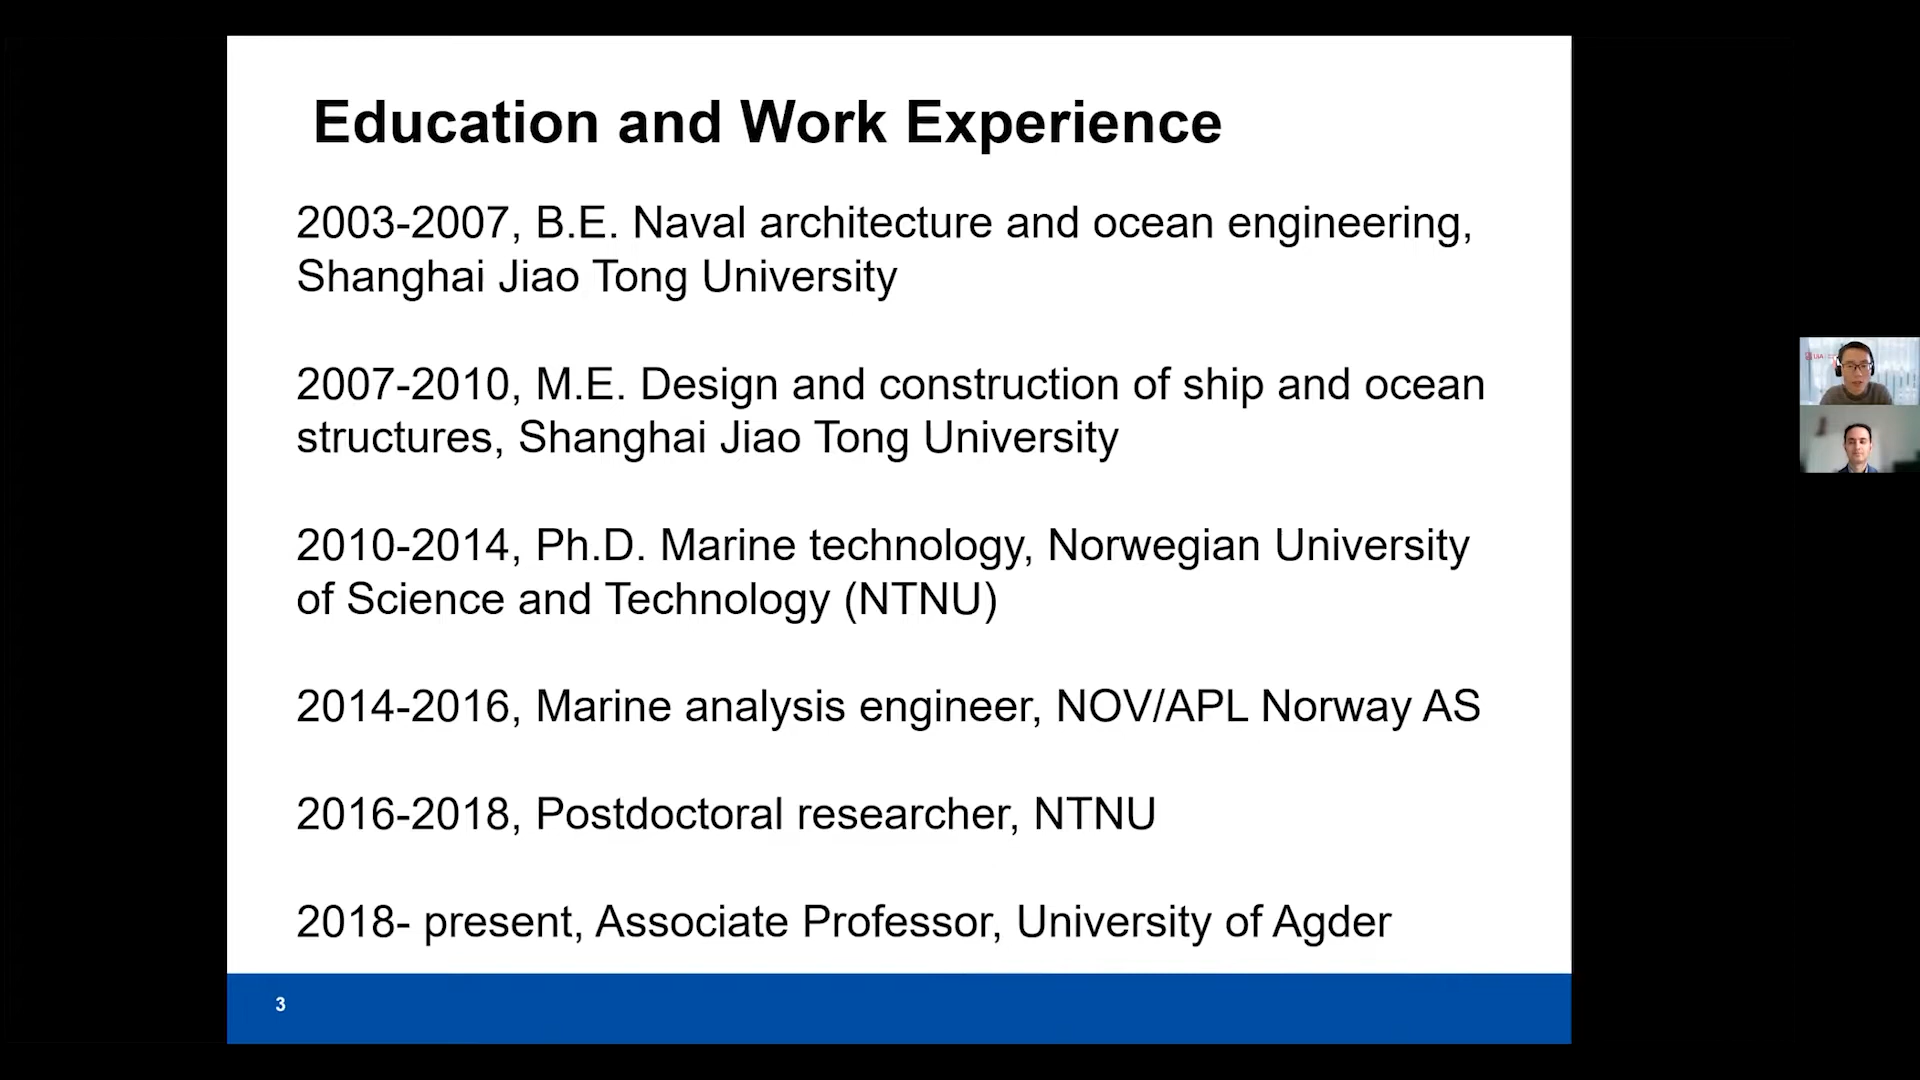 Education and Work Experience
2003-2007, B.E. Naval architecture and ocean engineering,
Shanghai Jiao Tong University
2007-2010, M.E. Design and construction of ship and ocean
structures, Shanghai Jiao Tong University
2010-2014, Ph.D. Marine technology, Norwegian University
of Science and Technology (NTNU)
2014-2016, Marine analysis engineer, NOV/APL Norway AS
2016-2018, Postdoctoral researcher, NTNU
2018- present, Associate Professor, University of Agder
3